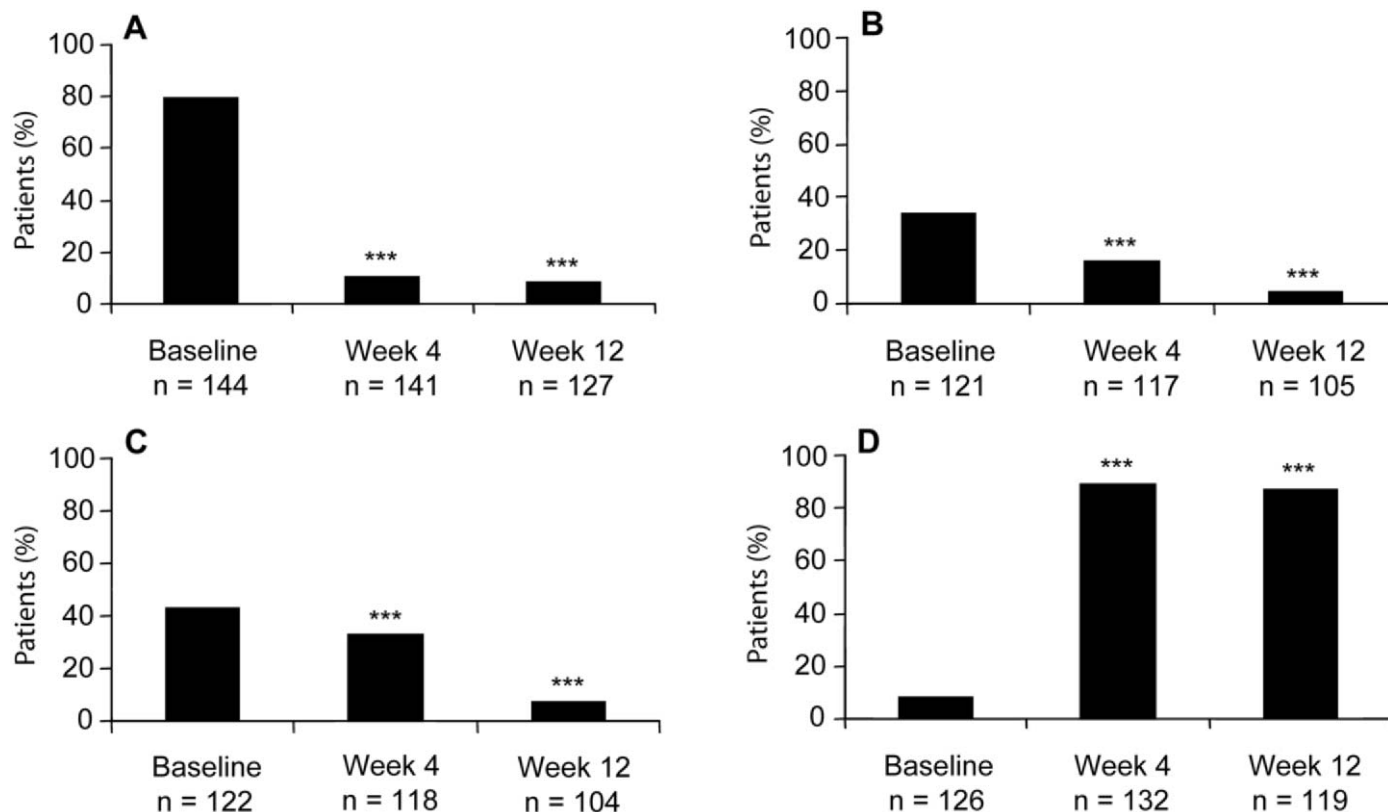 A
Patients (%)
100
80
60
40
20
0
***
***
Baseline
n = 144
Week 4
n = 141
Week 12
n = 127
B
Patients (%)
100
80
60
40
20
0
***
***
Baseline
n = 121
Week 4
n = 117
Week 12
n = 105
C
Patients (%)
100
80
60
40
20
0
***
***
Baseline
n = 122
Week 4
n = 118
Week 12
n = 104
D
Patients (%)
100
80
60
40
20
0
***
***
Baseline
n = 126
Week 4
n = 132
Week 12
n = 119